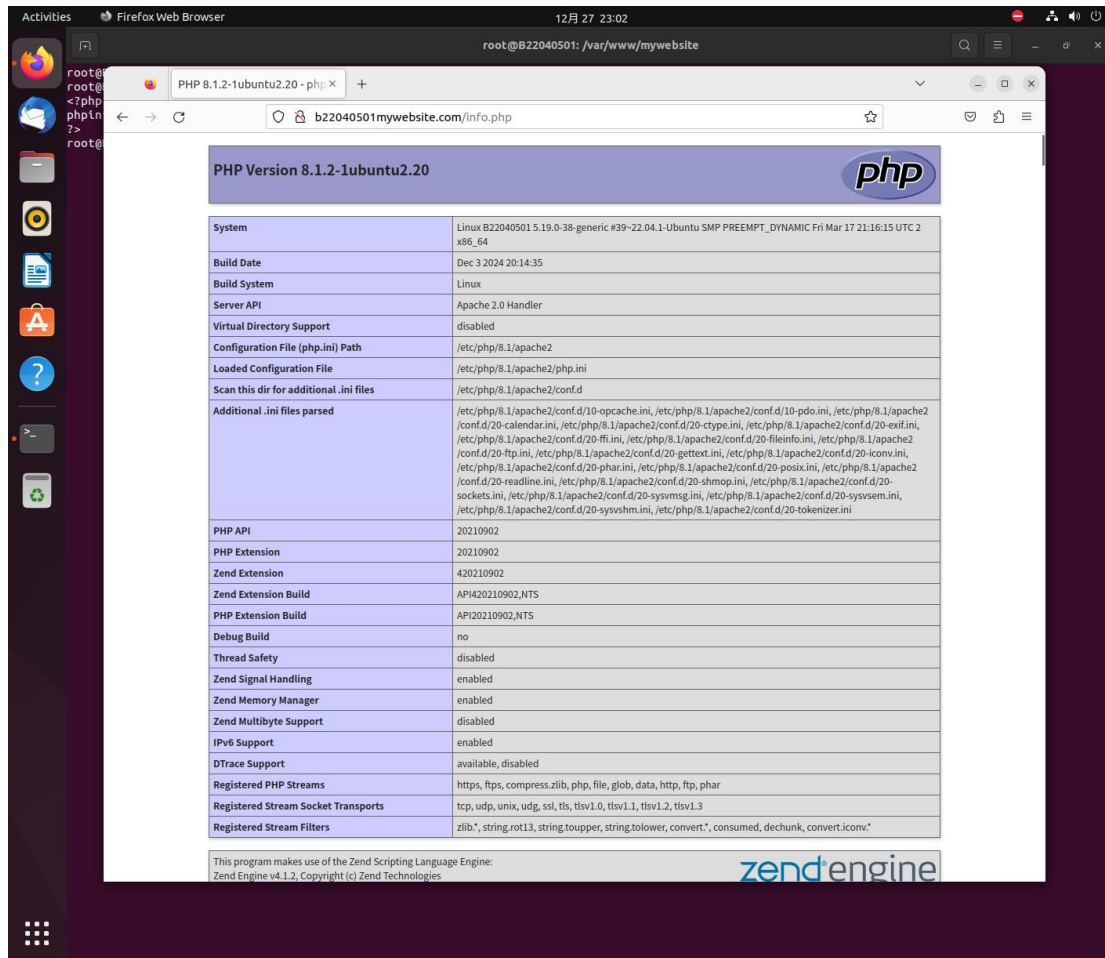 Activities Firefox Web Browser 12月 27 23:02
root@B22040501: /var/www/mywebsite
root@
root@
<?php
phpin
?>
root@
PHP 8.1.2-1ubuntu2.20 - php
b22040501mywebsite.com/info.php
PHP Version 8.1.2-1ubuntu2.20
php
System Linux B22040501 5.19.0-38-generic #39~22.04.1-Ubuntu SMP PREEMPT_DYNAMIC Fri Mar 17 21:16:15 UTC 2
x86_64
Build Date Dec 3 2024 20:14:35
Build System Linux
Server API Apache 2.0 Handler
Virtual Directory Support disabled
Configuration File (php.ini) Path /etc/php/8.1/apache2
Loaded Configuration File /etc/php/8.1/apache2/php.ini
Scan this dir for additional .ini files /etc/php/8.1/apache2/conf.d
Additional .ini files parsed /etc/php/8.1/apache2/conf.d/10-opcache.ini, /etc/php/8.1/apache2/conf.d/10-pdo.ini, /etc/php/8.1/apache2
/conf.d/20-calendar.ini, /etc/php/8.1/apache2/conf.d/20-ctype.ini, /etc/php/8.1/apache2/conf.d/20-exif.ini,
/etc/php/8.1/apache2/conf.d/20-ffi.ini, /etc/php/8.1/apache2/conf.d/20-fileinfo.ini, /etc/php/8.1/apache2
/conf.d/20-ftp.ini, /etc/php/8.1/apache2/conf.d/20-gettext.ini, /etc/php/8.1/apache2/conf.d/20-iconv.ini,
/etc/php/8.1/apache2/conf.d/20-phar.ini, /etc/php/8.1/apache2/conf.d/20-posix.ini, /etc/php/8.1/apache2
/conf.d/20-readline.ini, /etc/php/8.1/apache2/conf.d/20-shmop.ini, /etc/php/8.1/apache2/conf.d/20-
sockets.ini, /etc/php/8.1/apache2/conf.d/20-sysvmsg.ini, /etc/php/8.1/apache2/conf.d/20-sysvsem.ini,
/etc/php/8.1/apache2/conf.d/20-sysvshm.ini, /etc/php/8.1/apache2/conf.d/20-tokenizer.ini
PHP API 20210902
PHP Extension 20210902
Zend Extension 420210902
Zend Extension Build API420210902,NTS
PHP Extension Build API20210902,NTS
Debug Build no
Thread Safety disabled
Zend Signal Handling enabled
Zend Memory Manager enabled
Zend Multibyte Support disabled
IPv6 Support enabled
DTrace Support available, disabled
Registered PHP Streams https, ftps, compress.zlib, php, file, glob, data, http, ftp, phar
Registered Stream Socket Transports tcp, udp, unix, udg, ssl, tls, tlsv1.0, tlsv1.1, tlsv1.2, tlsv1.3
Registered Stream Filters zlib.*, string.rot13, string.toupper, string.tolower, convert.*, consumed, dechunk, convert.iconv.*
This program makes use of the Zend Scripting Language Engine:
Zend Engine v4.1.2, Copyright (c) Zend Technologies
zend engine